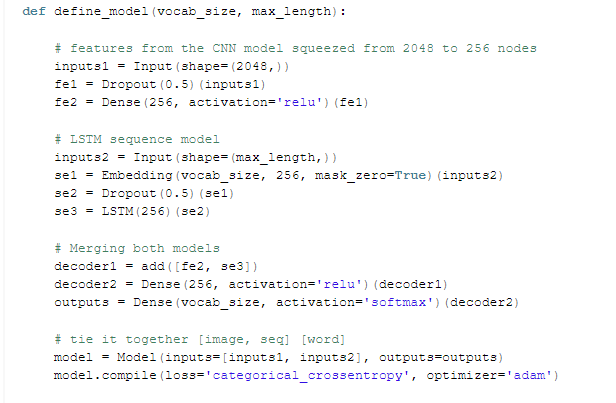 def define_model(vocab_size, max_length):
# features from the CNN model squeezed from 2048 to 256 nodes
inputs1 = Input(shape=(2048,))
fe1 = Dropout(0.5)(inputs1)
fe2 = Dense(256, activation='relu')(fe1)
# LSTM sequence model
inputs2 = Input(shape=(max_length,))
se1 = Embedding(vocab_size, 256, mask_zero=True)(inputs2)
se2 = Dropout(0.5)(se1)
se3 = LSTM(256)(se2)
# Merging both models
decoder1 = add([fe2, se3])
decoder2 = Dense(256, activation='relu')(decoder1)
outputs = Dense(vocab_size, activation='softmax')(decoder2)
# tie it together [image, seq] [word]
model = Model(inputs=[inputs1, inputs2], outputs=outputs)
model.compile(loss='categorical_crossentropy', optimizer='adam')